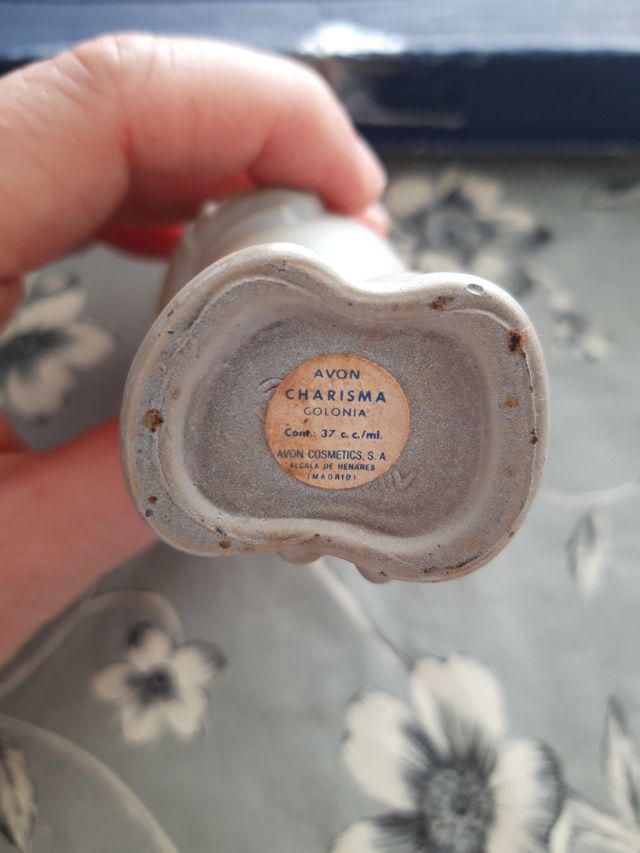 AVON
CHARISMA
COLONIA
Cont.: 37 c.c./ml.
AVON COSMETICS, S. A.
ALCALA DE HENARES
(MADRID)